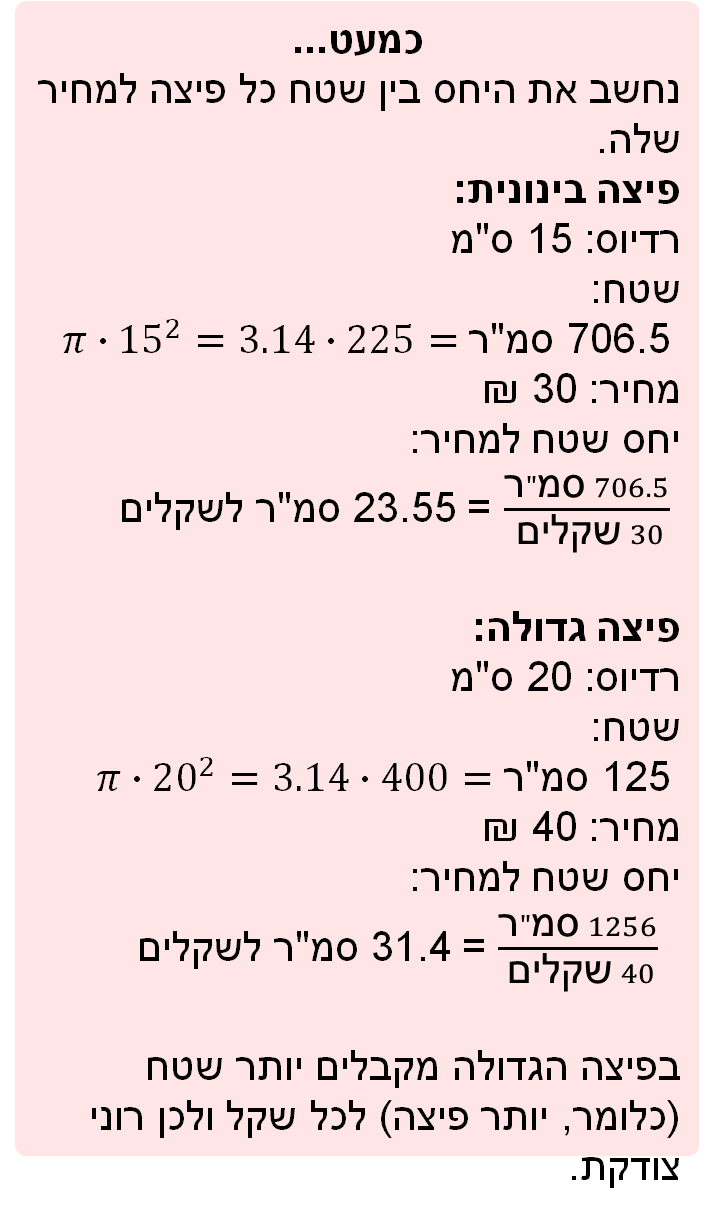 כמעט...
נחשב את היחס בין שטח כל פיצה למחיר
שלה.
פיצה בינונית:
רדיוס: 15 ס"מ
שטח:
π · 15² = 3.14 · 225 = 706.5 סמ"ר
מחיר: 30 ₪
יחס שטח למחיר:
706.5 סמ"ר / 30 שקלים = 23.55 סמ"ר לשקלים
פיצה גדולה:
רדיוס: 20 ס"מ
שטח:
π · 20² = 3.14 · 400 = 125 סמ"ר
מחיר: 40 ₪
יחס שטח למחיר:
1256 סמ"ר / 40 שקלים = 31.4 סמ"ר לשקלים
בפיצה הגדולה מקבלים יותר שטח
(כלומר, יותר פיצה) לכל שקל ולכן רוני
צודקת.